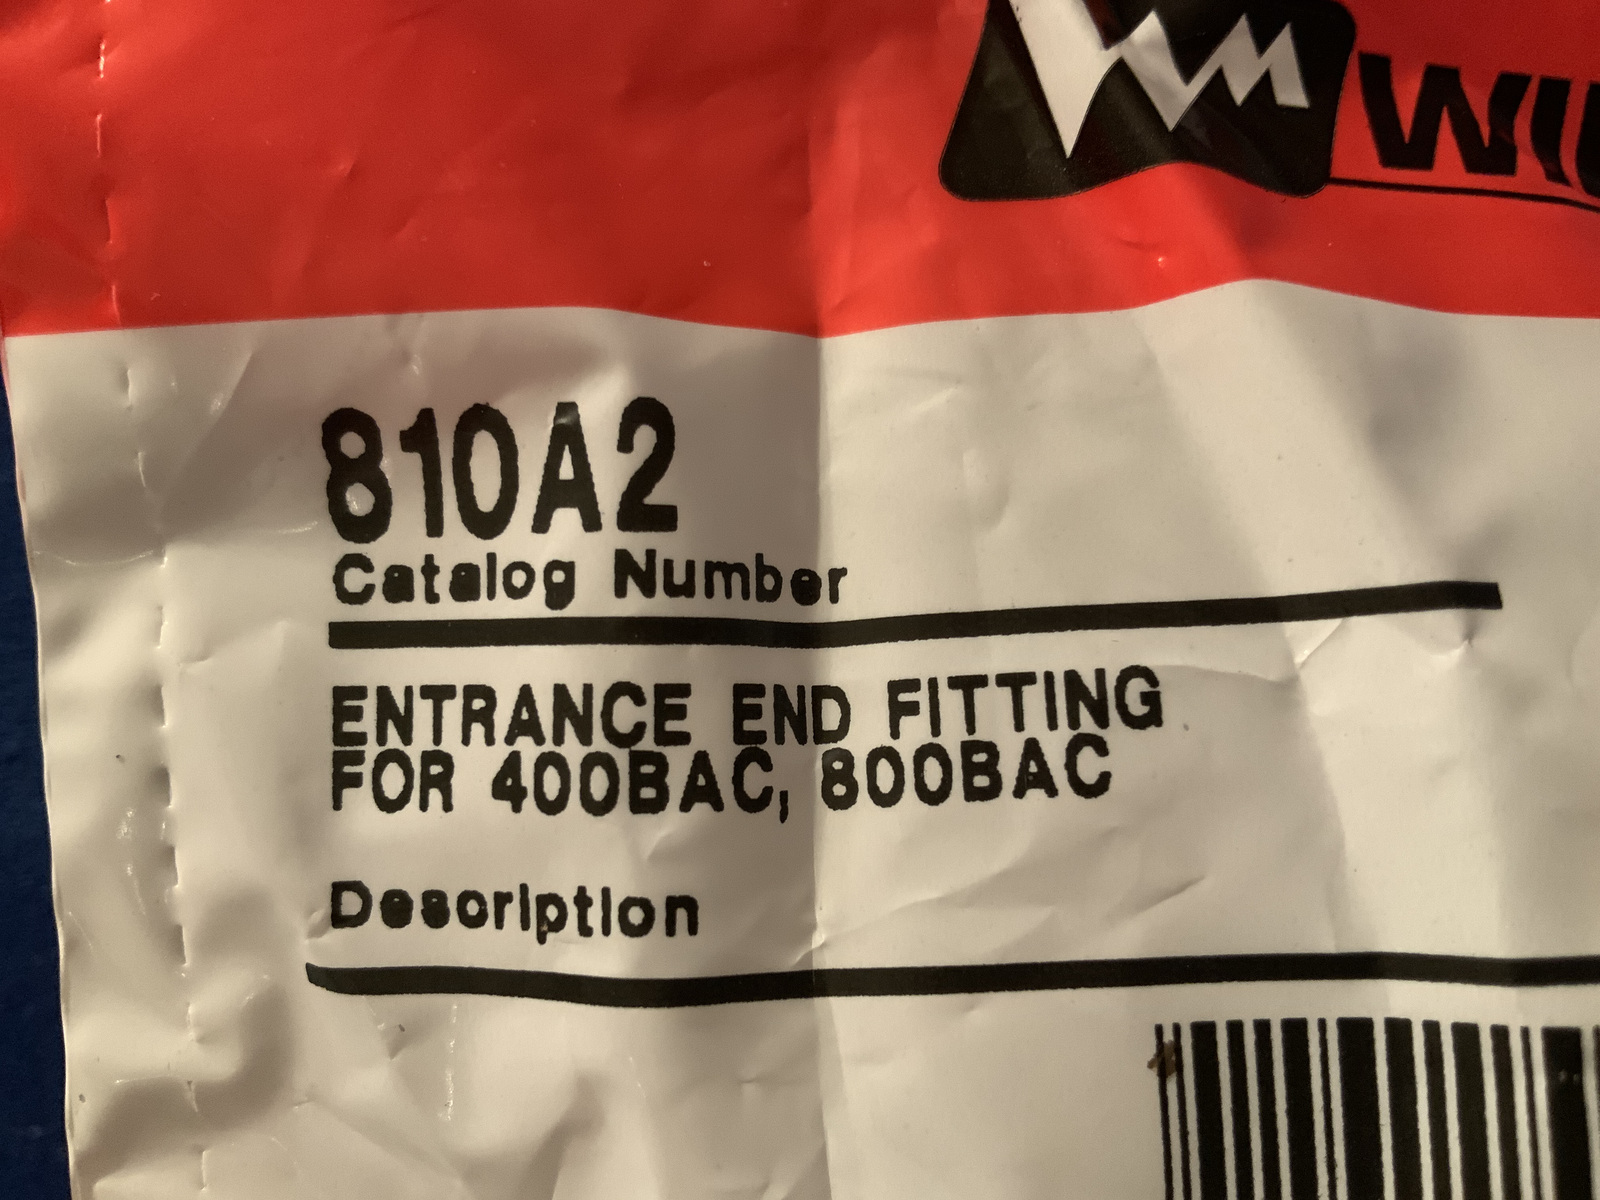 810A2
Catalog Number
ENTRANCE END FITTING
FOR 400BAC, 800BAC
Description